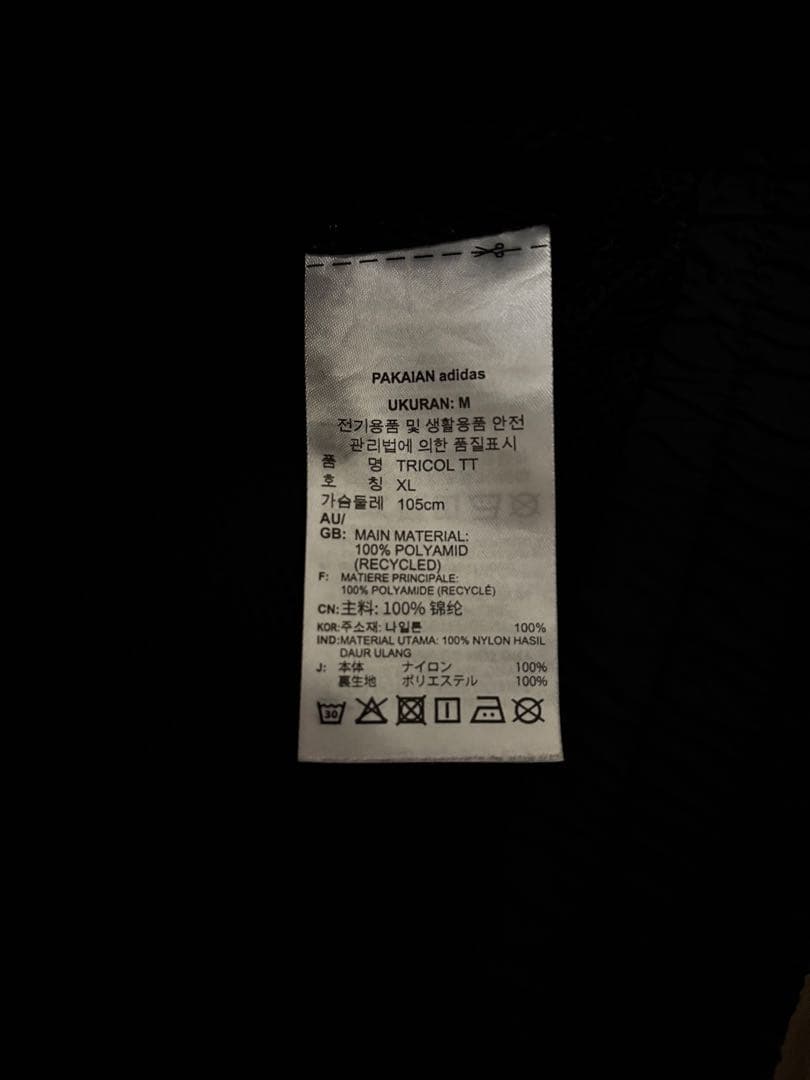 PAKAIAN adidas
UKURAN: M
전기용품 및 생활용품 안전
관리법에 의한 품질표시
품 명 TRICOL TT
호 칭 XL
가슴둘레 105cm
AU/
GB: MAIN MATERIAL:
100% POLYAMID
(RECYCLED)
F: MATIERE PRINCIPALE:
100% POLYAMIDE (RECYCLÉ)
CN: 主料: 100% 锦纶
KOR: 주소재: 나일론 100%
IND: MATERIAL UTAMA: 100% NYLON HASIL
DAUR ULANG
J: 本体 ナイロン 100%
裏生地 ポリエステル 100%
30